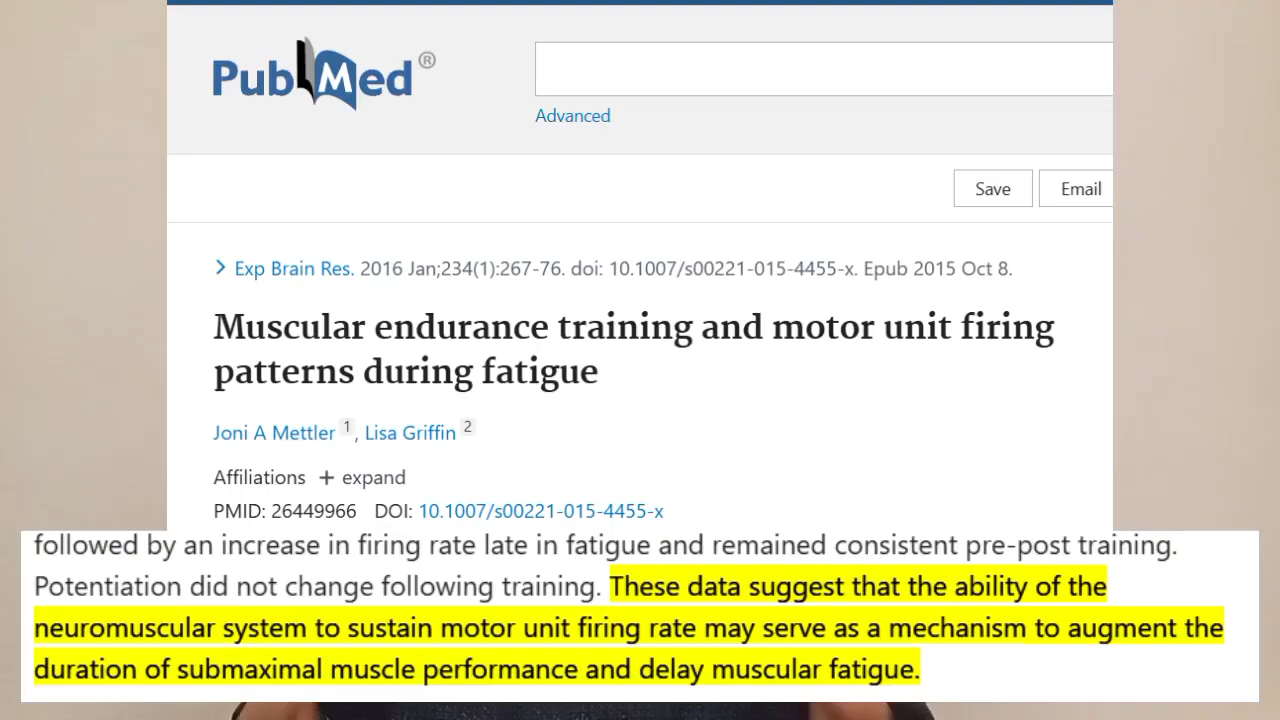 PubMed®
Advanced
Save Email
Exp Brain Res. 2016 Jan;234(1):267-76. doi: 10.1007/s00221-015-4455-x. Epub 2015 Oct 8.
Muscular endurance training and motor unit firing
patterns during fatigue
Joni A Mettler 1, Lisa Griffin 2
Affiliations + expand
PMID: 26449966 DOI: 10.1007/s00221-015-4455-x
followed by an increase in firing rate late in fatigue and remained consistent pre-post training.
Potentiation did not change following training. These data suggest that the ability of the
neuromuscular system to sustain motor unit firing rate may serve as a mechanism to augment the
duration of submaximal muscle performance and delay muscular fatigue.